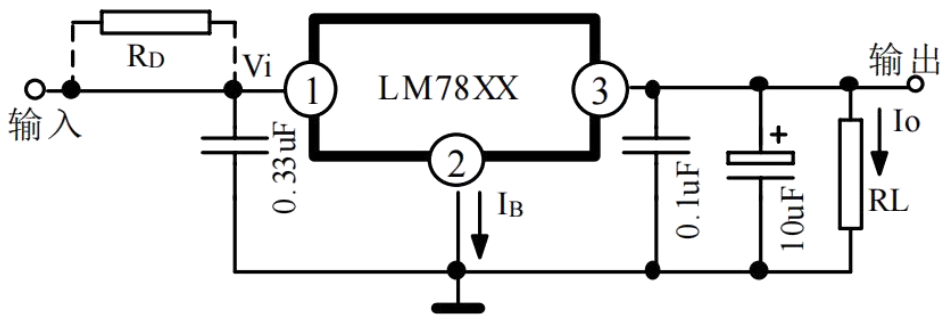 RD
Vi
输入
0.33uF
1
LM78XX
2
3
IB
0.1uF
+
10uF
RL
Io
输出